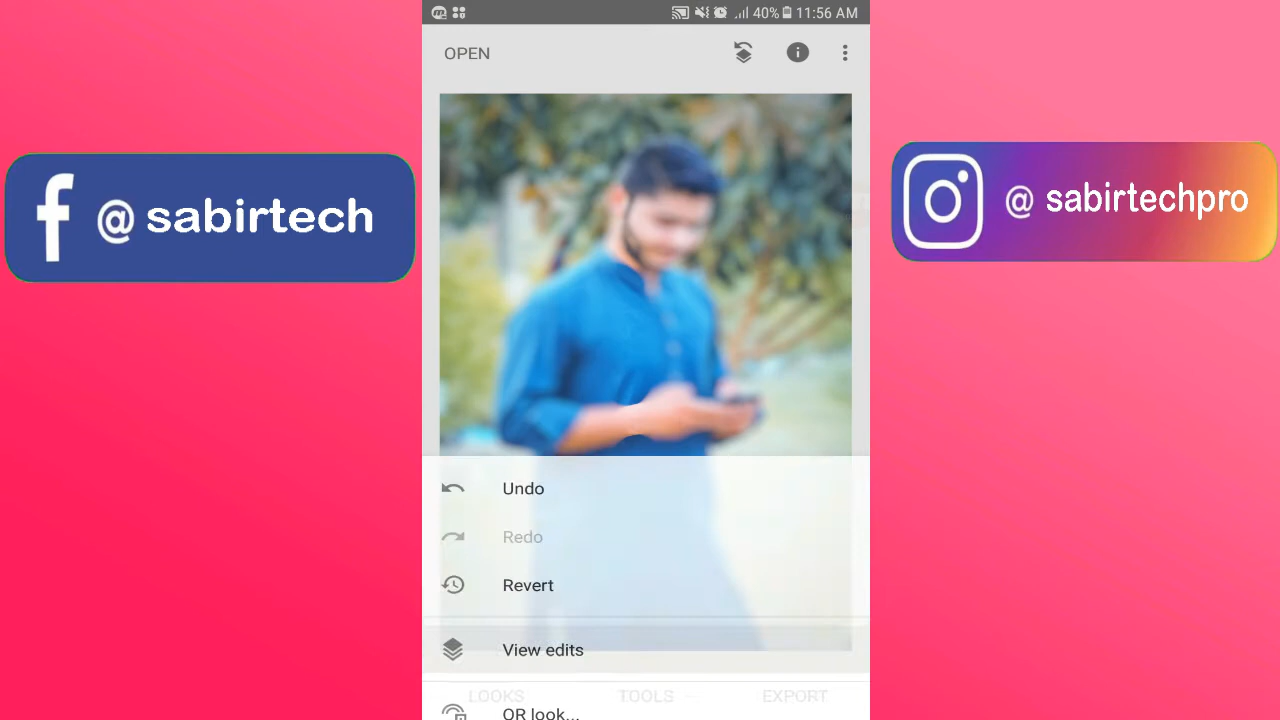 40% 11:56 AM
OPEN
@ sabirtech
@ sabirtechpro
Undo
Redo
Revert
View edits
LOOKS TOOLS EXPORT
QR look...